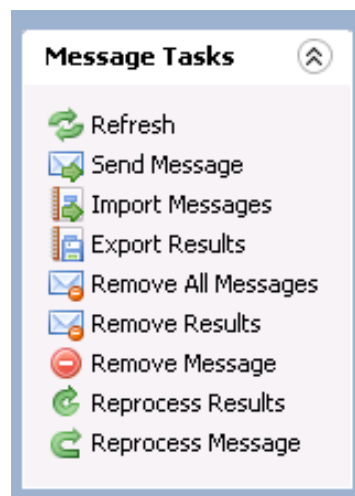 Message Tasks
Refresh
Send Message
Import Messages
Export Results
Remove All Messages
Remove Results
Remove Message
Reprocess Results
Reprocess Message